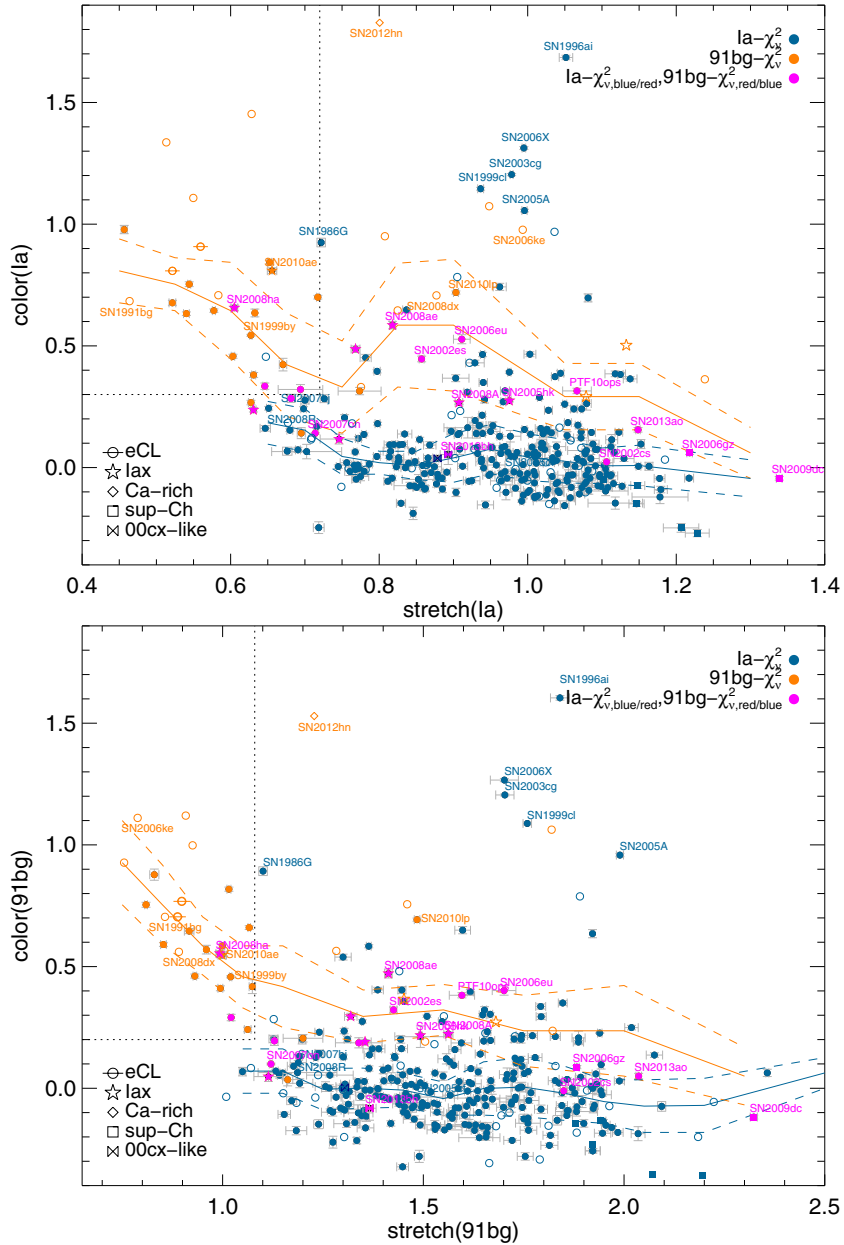 SN2012hn
Ia−χ²ν
SN1996ai
91bg−χ²ν
Ia−χ²ν,blue/red,91bg−χ²ν,red/blue
1.5
SN2006X
SN2003cg
SN1999cl
SN2005A
1.0
SN1986G
SN2006ke
SN2010ae
SN2010lp
SN1991bg
SN2008ha
SN2008dx
SN2008ae
SN1999by
SN2006eu
0.5
SN2002es
SN2005hk
PTF10ops
SN2008A
SN2013ao
SN2006gz
SN2002cs
SN2009dc
0.0
color(Ia)
eCL
Iax
Ca−rich
sup−Ch
00cx−like
0.4 0.6 0.8 1.0 1.2 1.4
stretch(Ia)
Ia−χ²ν
SN1996ai
91bg−χ²ν
Ia−χ²ν,blue/red,91bg−χ²ν,red/blue
SN2012hn
1.5
SN2006X
SN2003cg
SN1999cl
SN2006ke
1.0
SN2005A
SN1986G
SN2010lp
SN1991bg
SN2008ha
SN2010ae
SN2008dx
SN2008ae
0.5
SN1999by
PTF10ops
SN2006eu
SN2002es
SN2008A
SN2006gz
SN2013ao
SN2009dc
0.0
color(91bg)
eCL
Iax
Ca−rich
sup−Ch
00cx−like
1.0 1.5 2.0 2.5
stretch(91bg)